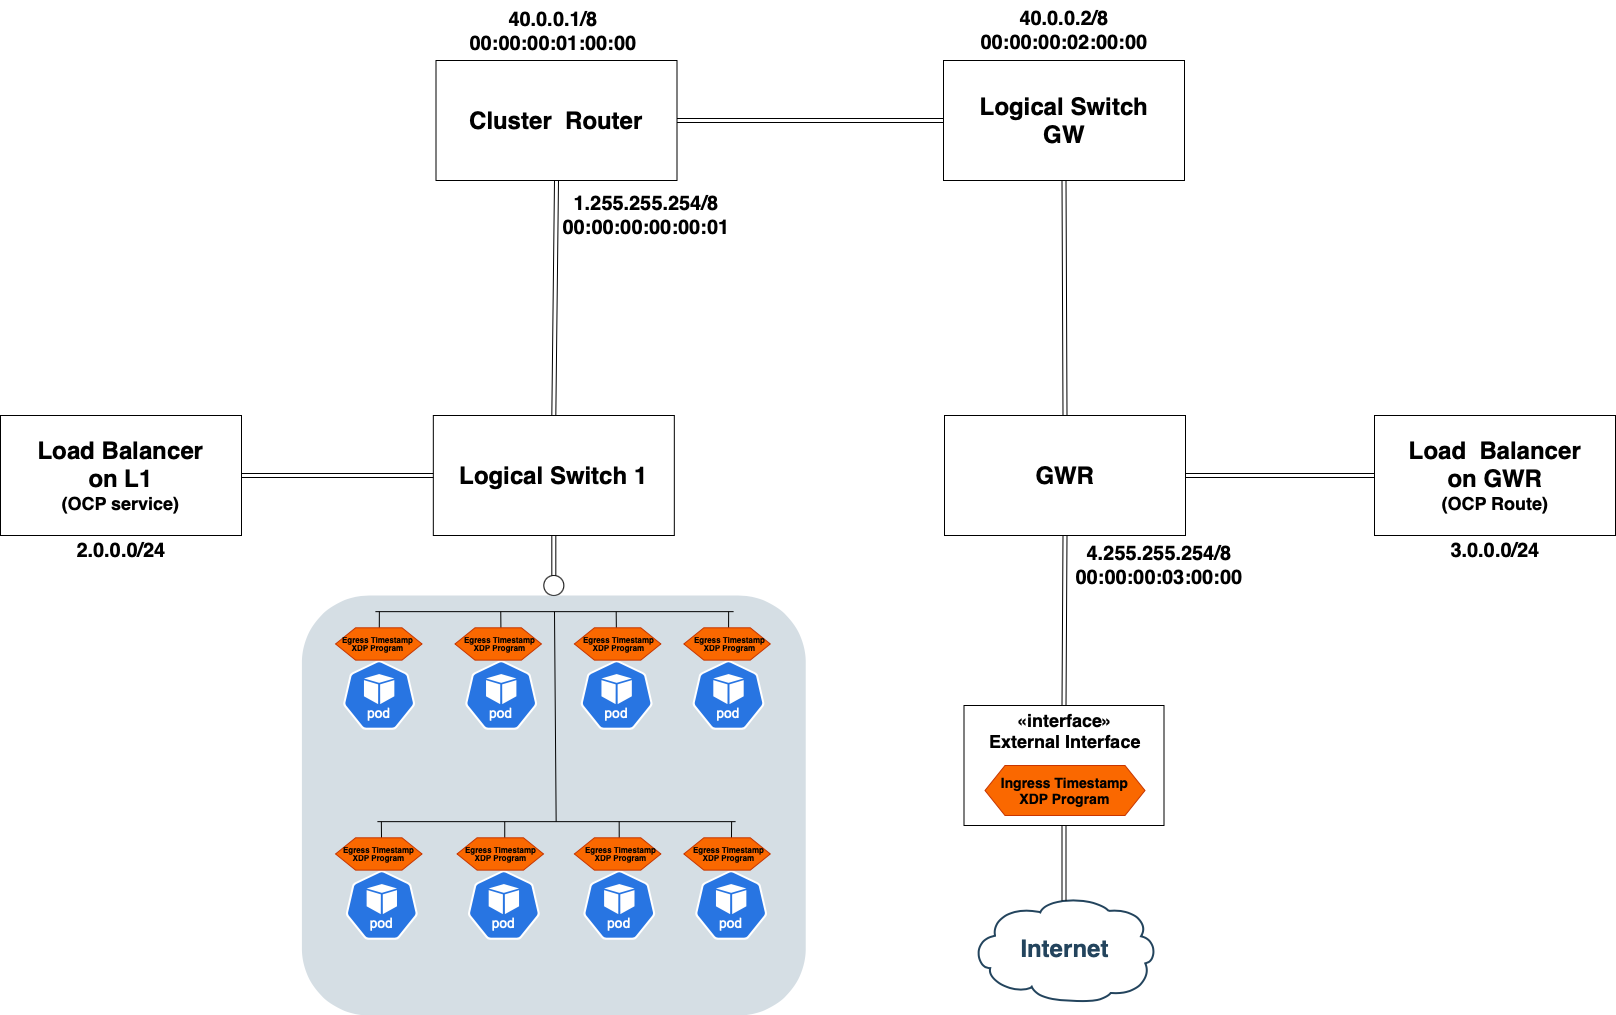 40.0.0.1/8
00:00:00:01:00:00
40.0.0.2/8
00:00:00:02:00:00
Cluster Router
Logical Switch
GW
1.255.255.254/8
00:00:00:00:00:01
Load Balancer
on L1
(OCP service)
2.0.0.0/24
Logical Switch 1
GWR
Load Balancer
on GWR
(OCP Route)
3.0.0.0/24
4.255.255.254/8
00:00:00:03:00:00
Egress Timestamp
XDP Program
Egress Timestamp
XDP Program
Egress Timestamp
XDP Program
Egress Timestamp
XDP Program
pod
pod
pod
pod
«interface»
External Interface
Ingress Timestamp
XDP Program
Egress Timestamp
XDP Program
Egress Timestamp
XDP Program
Egress Timestamp
XDP Program
Egress Timestamp
XDP Program
pod
pod
pod
pod
Internet